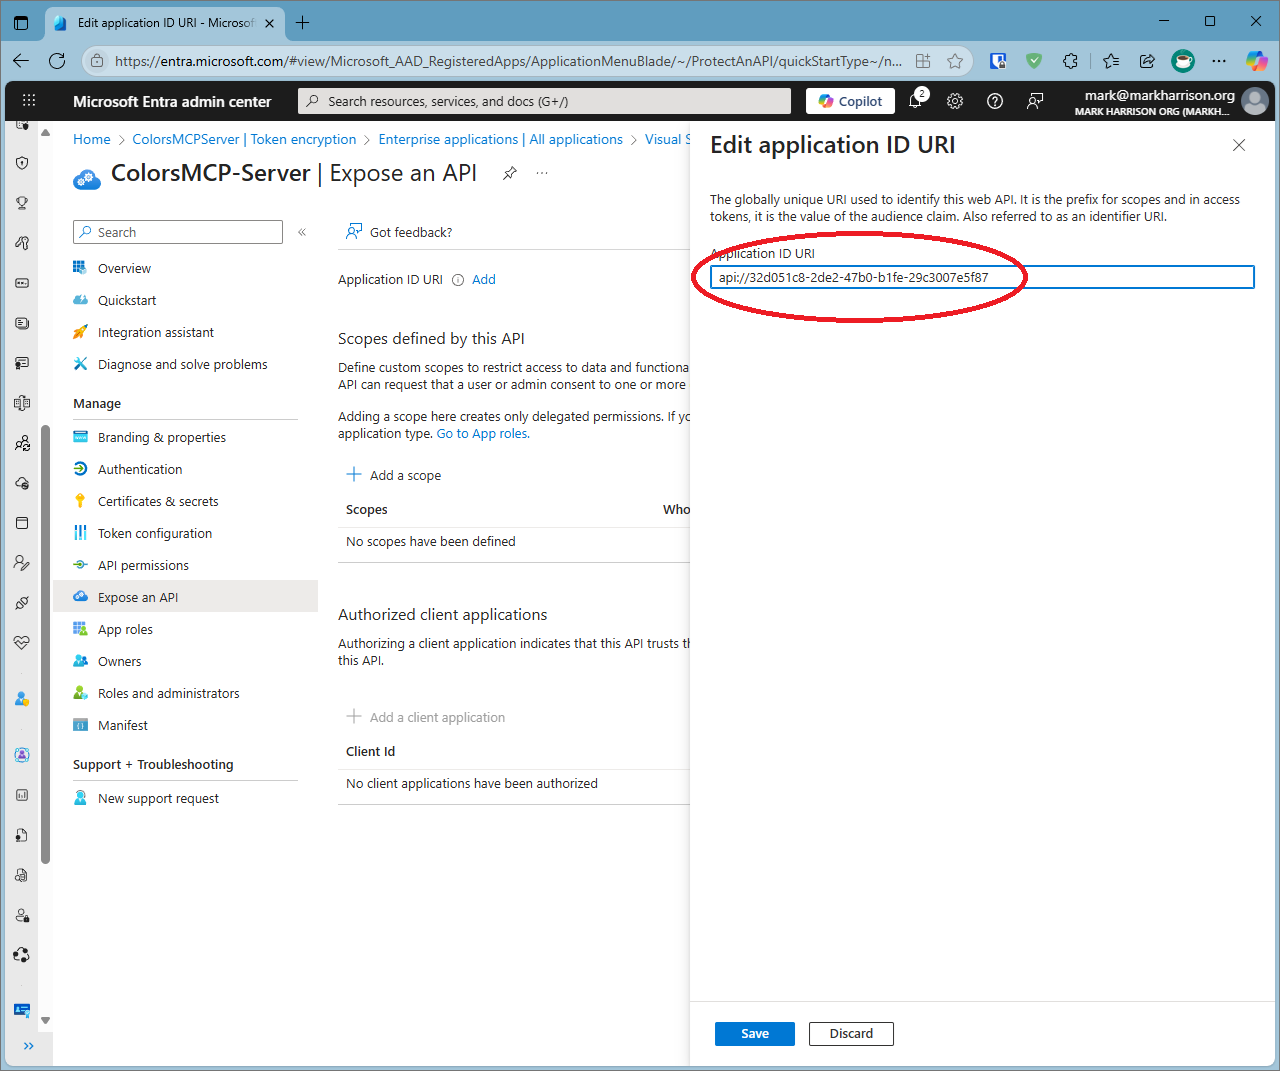 Edit application ID URI - Microsof
https://entra.microsoft.com/#view/Microsoft_AAD_RegisteredApps/ApplicationMenuBlade/~/ProtectAnAPI/quickStartType~/n...
Microsoft Entra admin center
Search resources, services, and docs (G+/)
Copilot
2
mark@markharrison.org
MARK HARRISON ORG (MARKH...
Home > ColorsMCPServer | Token encryption > Enterprise applications | All applications > Visual S
ColorsMCP-Server | Expose an API
Search
Overview
Quickstart
Integration assistant
Diagnose and solve problems
Manage
Branding & properties
Authentication
Certificates & secrets
Token configuration
API permissions
Expose an API
App roles
Owners
Roles and administrators
Manifest
Support + Troubleshooting
New support request
Got feedback?
Application ID URI Add
Scopes defined by this API
Define custom scopes to restrict access to data and functiona
API can request that a user or admin consent to one or more
Adding a scope here creates only delegated permissions. If yo
application type. Go to App roles.
Add a scope
Scopes Who
No scopes have been defined
Authorized client applications
Authorizing a client application indicates that this API trusts th
this API.
Add a client application
Client Id
No client applications have been authorized
Edit application ID URI
The globally unique URI used to identify this web API. It is the prefix for scopes and in access
tokens, it is the value of the audience claim. Also referred to as an identifier URI.
Application ID URI
api://32d051c8-2de2-47b0-b1fe-29c3007e5f87
Save
Discard